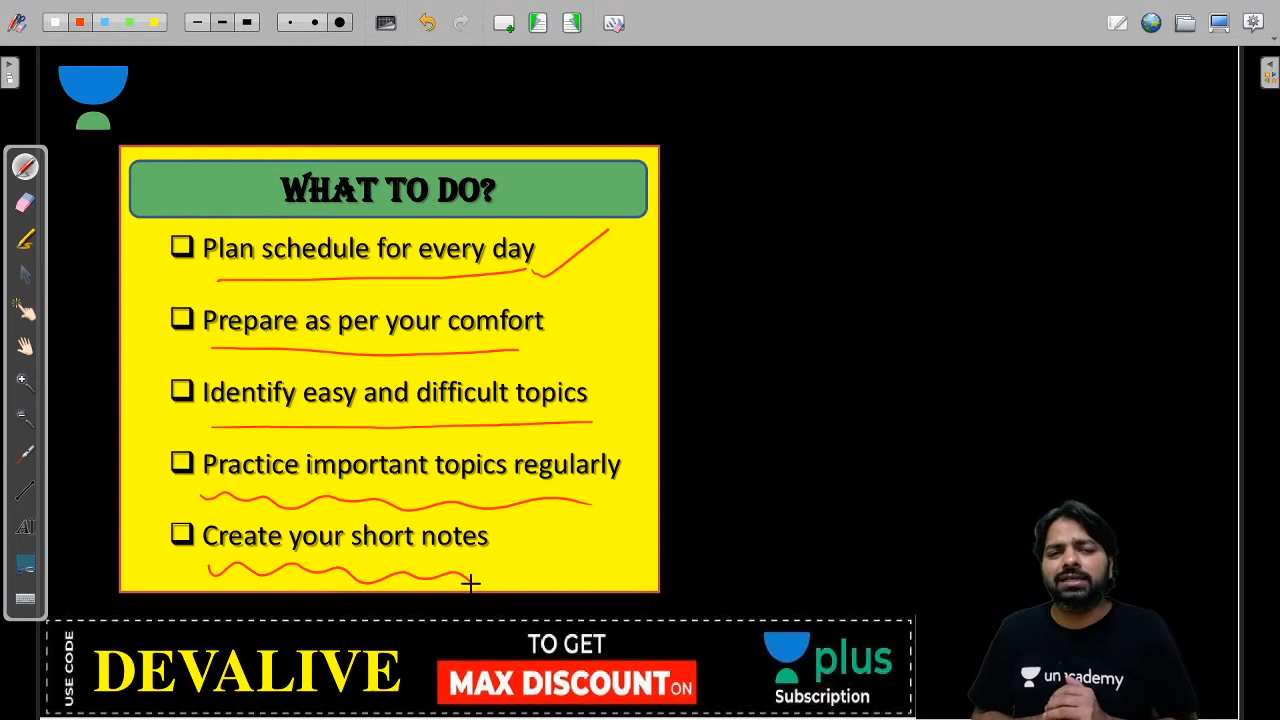 WHAT TO DO?
Plan schedule for every day
Prepare as per your comfort
Identify easy and difficult topics
Practice important topics regularly
Create your short notes
USE CODE
DEVALIVE
TO GET
MAX DISCOUNT ON
plus
Subscription
unacademy
AI